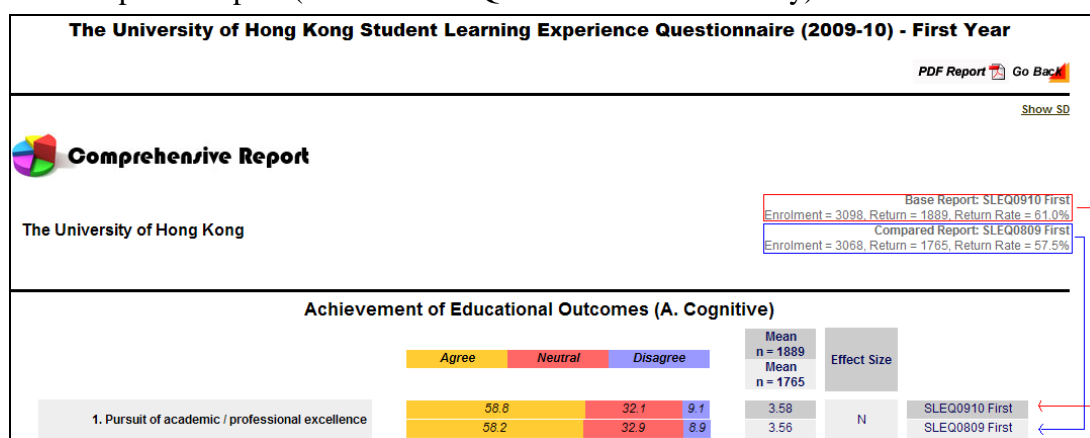 The University of Hong Kong Student Learning Experience Questionnaire (2009-10) - First Year
PDF Report Go Back
Show SD
Comprehensive Report
Base Report: SLEQ0910 First
Enrolment = 3098, Return = 1889, Return Rate = 61.0%
The University of Hong Kong
Compared Report: SLEQ0809 First
Enrolment = 3068, Return = 1765, Return Rate = 57.5%
Achievement of Educational Outcomes (A. Cognitive)
Agree Neutral Disagree
Mean
n = 1889
Mean
n = 1765
Effect Size
1. Pursuit of academic / professional excellence
58.8 32.1 9.1 3.58 SLEQ0910 First
58.2 32.9 8.9 3.56 N SLEQ0809 First